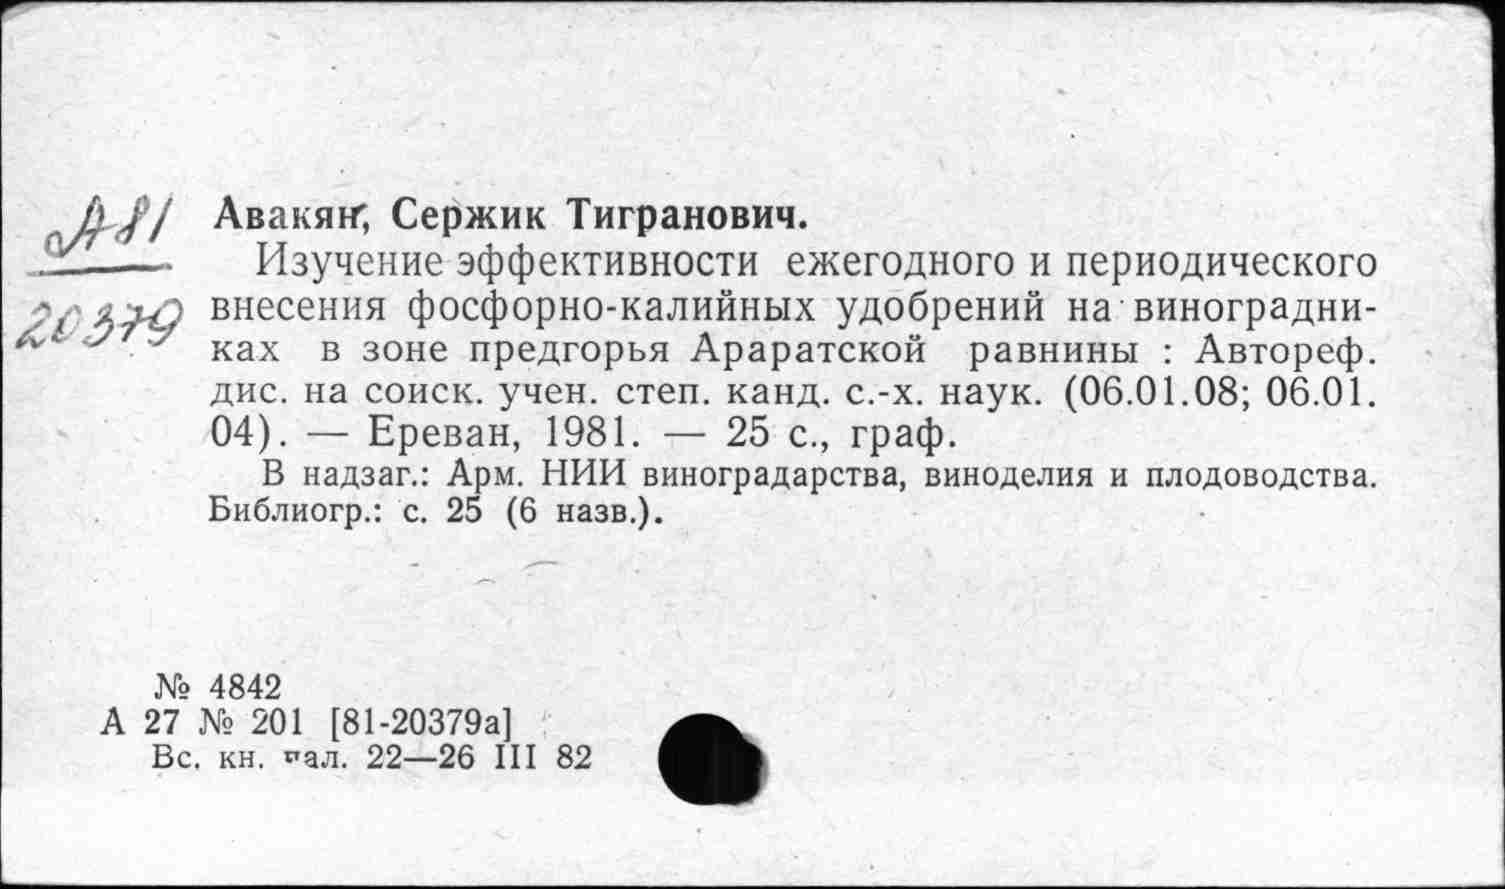 А81
20379
Авакян, Сержик Тигранович.
Изучение эффективности ежегодного и периодического
внесения фосфорно-калийных удобрений на виноградни-
ках в зоне предгорья Араратской равнины : Автореф.
дис. на соиск. учен. степ. канд. с.-х. наук. (06.01.08; 06.01.
04). — Ереван, 1981. — 25 с., граф.
В надзаг.: Арм. НИИ виноградарства, виноделия и плодоводства.
Библиогр.: с. 25 (6 назв.).
№ 4842
А 27 № 201 [81-20379а]
Вс. кн. пал. 22—26 III 82